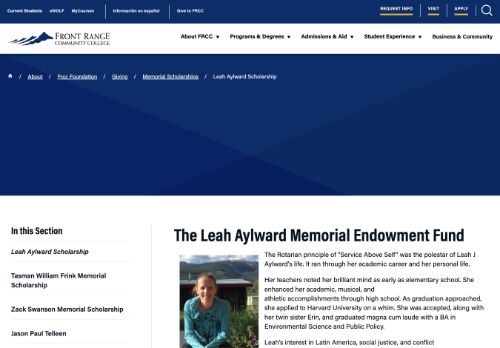 Current Students eWOLF MyCourses Información en español Give to FRCC REQUEST INFO VISIT APPLY
FRONT RANGE
COMMUNITY COLLEGE
About FRCC Programs & Degrees Admissions & Aid Student Experience Business & Community
/ About / Frcc Foundation / Giving / Memorial Scholarships / Leah Aylward Scholarship
In this Section
Leah Aylward Scholarship
Tasman William Frink Memorial
Scholarship
Zack Swanson Memorial Scholarship
Jason Paul Telleen
The Leah Aylward Memorial Endowment Fund
The Rotarian principle of “Service Above Self” was the polestar of Leah J
Aylward’s life. It ran through her academic career and her personal life.
Her teachers noted her brilliant mind as early as elementary school. She
enhanced her academic, musical, and
athletic accomplishments through high school. As graduation approached,
she applied to Harvard University on a whim. She was accepted, along with
her twin sister Erin, and graduated magna cum laude with a BA in
Environmental Science and Public Policy.
Leah’s interest in Latin America, social justice, and conflict